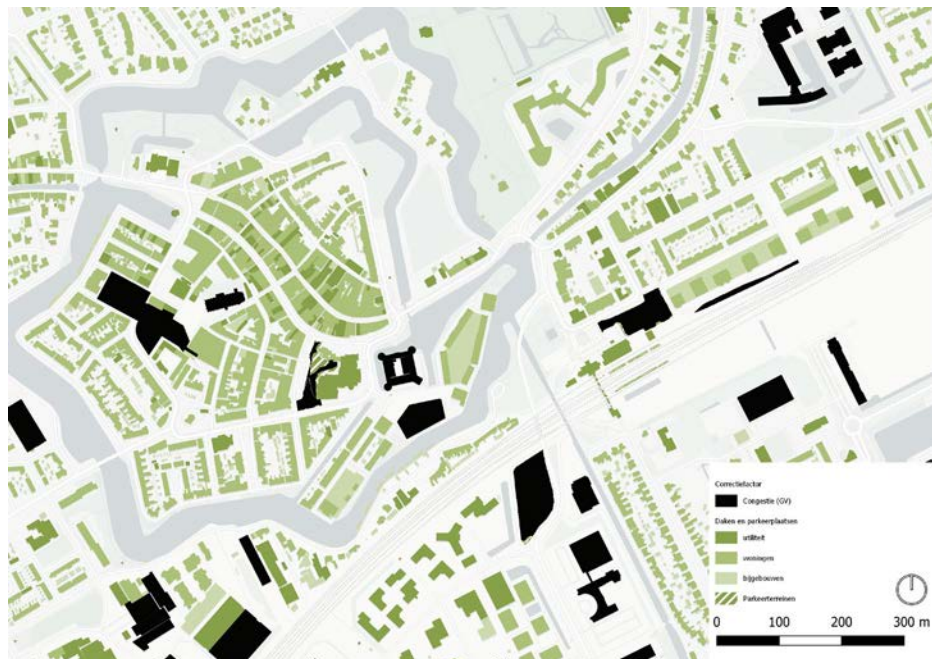 Correctiefactor
Congestie (GV)
Daken en parkeerplaatsen
utiliteit
woningen
bijgebouwen
Parkeerterreinen
0 100 200 300 m